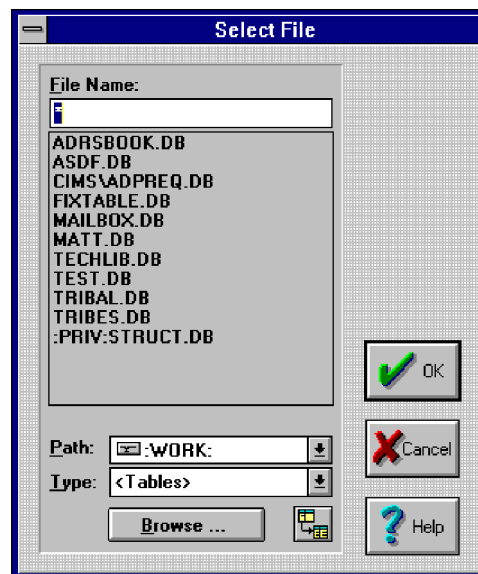 Select File
File Name:
*
ADRSBOOK.DB
ASDF.DB
CIMS\ADPREQ.DB
FIXTABLE.DB
MAILBOX.DB
MATT.DB
TECHLIB.DB
TEST.DB
TRIBAL.DB
TRIBES.DB
:PRIV:STRUCT.DB
OK
Path: :WORK:
Cancel
Type: <Tables>
Browse ...
Help